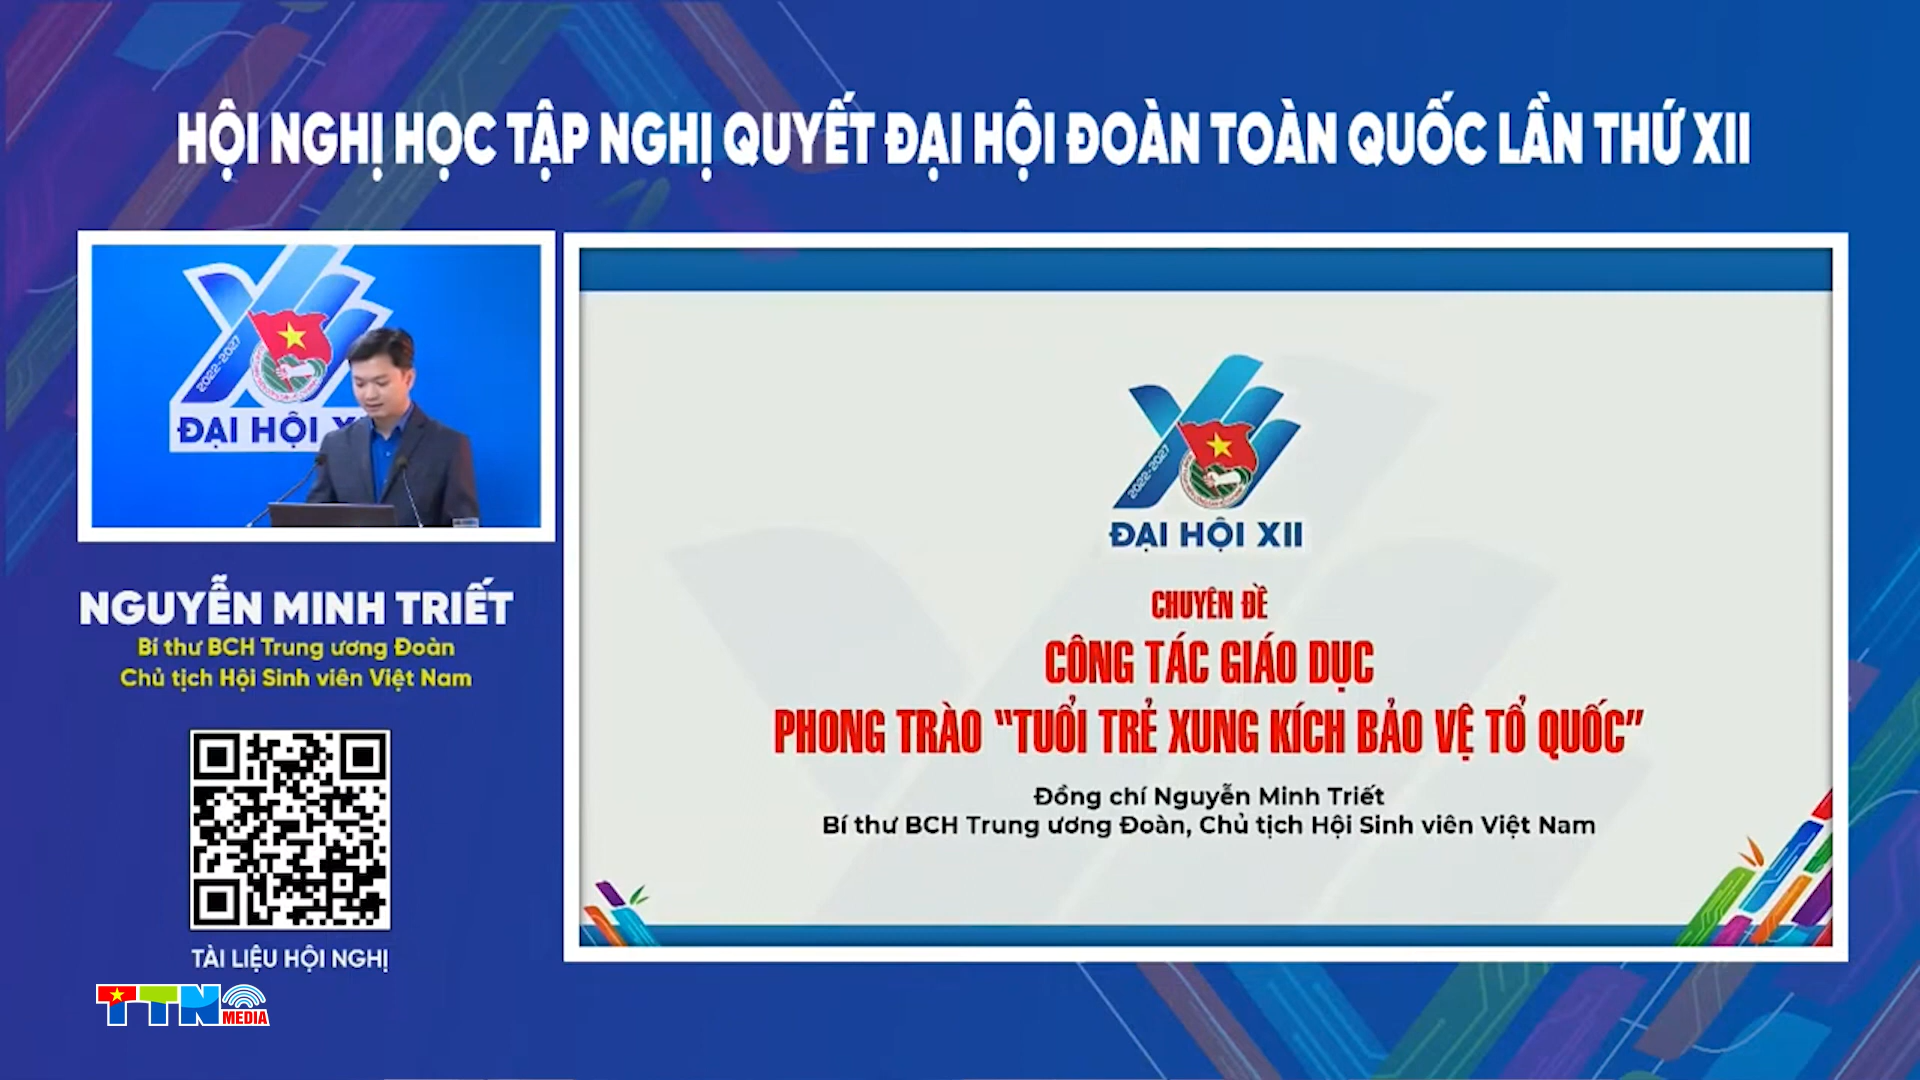 HỘI NGHỊ HỌC TẬP NGHỊ QUYẾT ĐẠI HỘI ĐOÀN TOÀN QUỐC LẦN THỨ XII
2022-2027
ĐẠI HỘI
NGUYỄN MINH TRIẾT
Bí thư BCH Trung ương Đoàn
Chủ tịch Hội Sinh viên Việt Nam
TÀI LIỆU HỘI NGHỊ
TTN MEDIA
2022-2027
ĐẠI HỘI XII
CHUYÊN ĐỀ
CÔNG TÁC GIÁO DỤC
PHONG TRÀO “TUỔI TRẺ XUNG KÍCH BẢO VỆ TỔ QUỐC”
Đồng chí Nguyễn Minh Triết
Bí thư BCH Trung ương Đoàn, Chủ tịch Hội Sinh viên Việt Nam